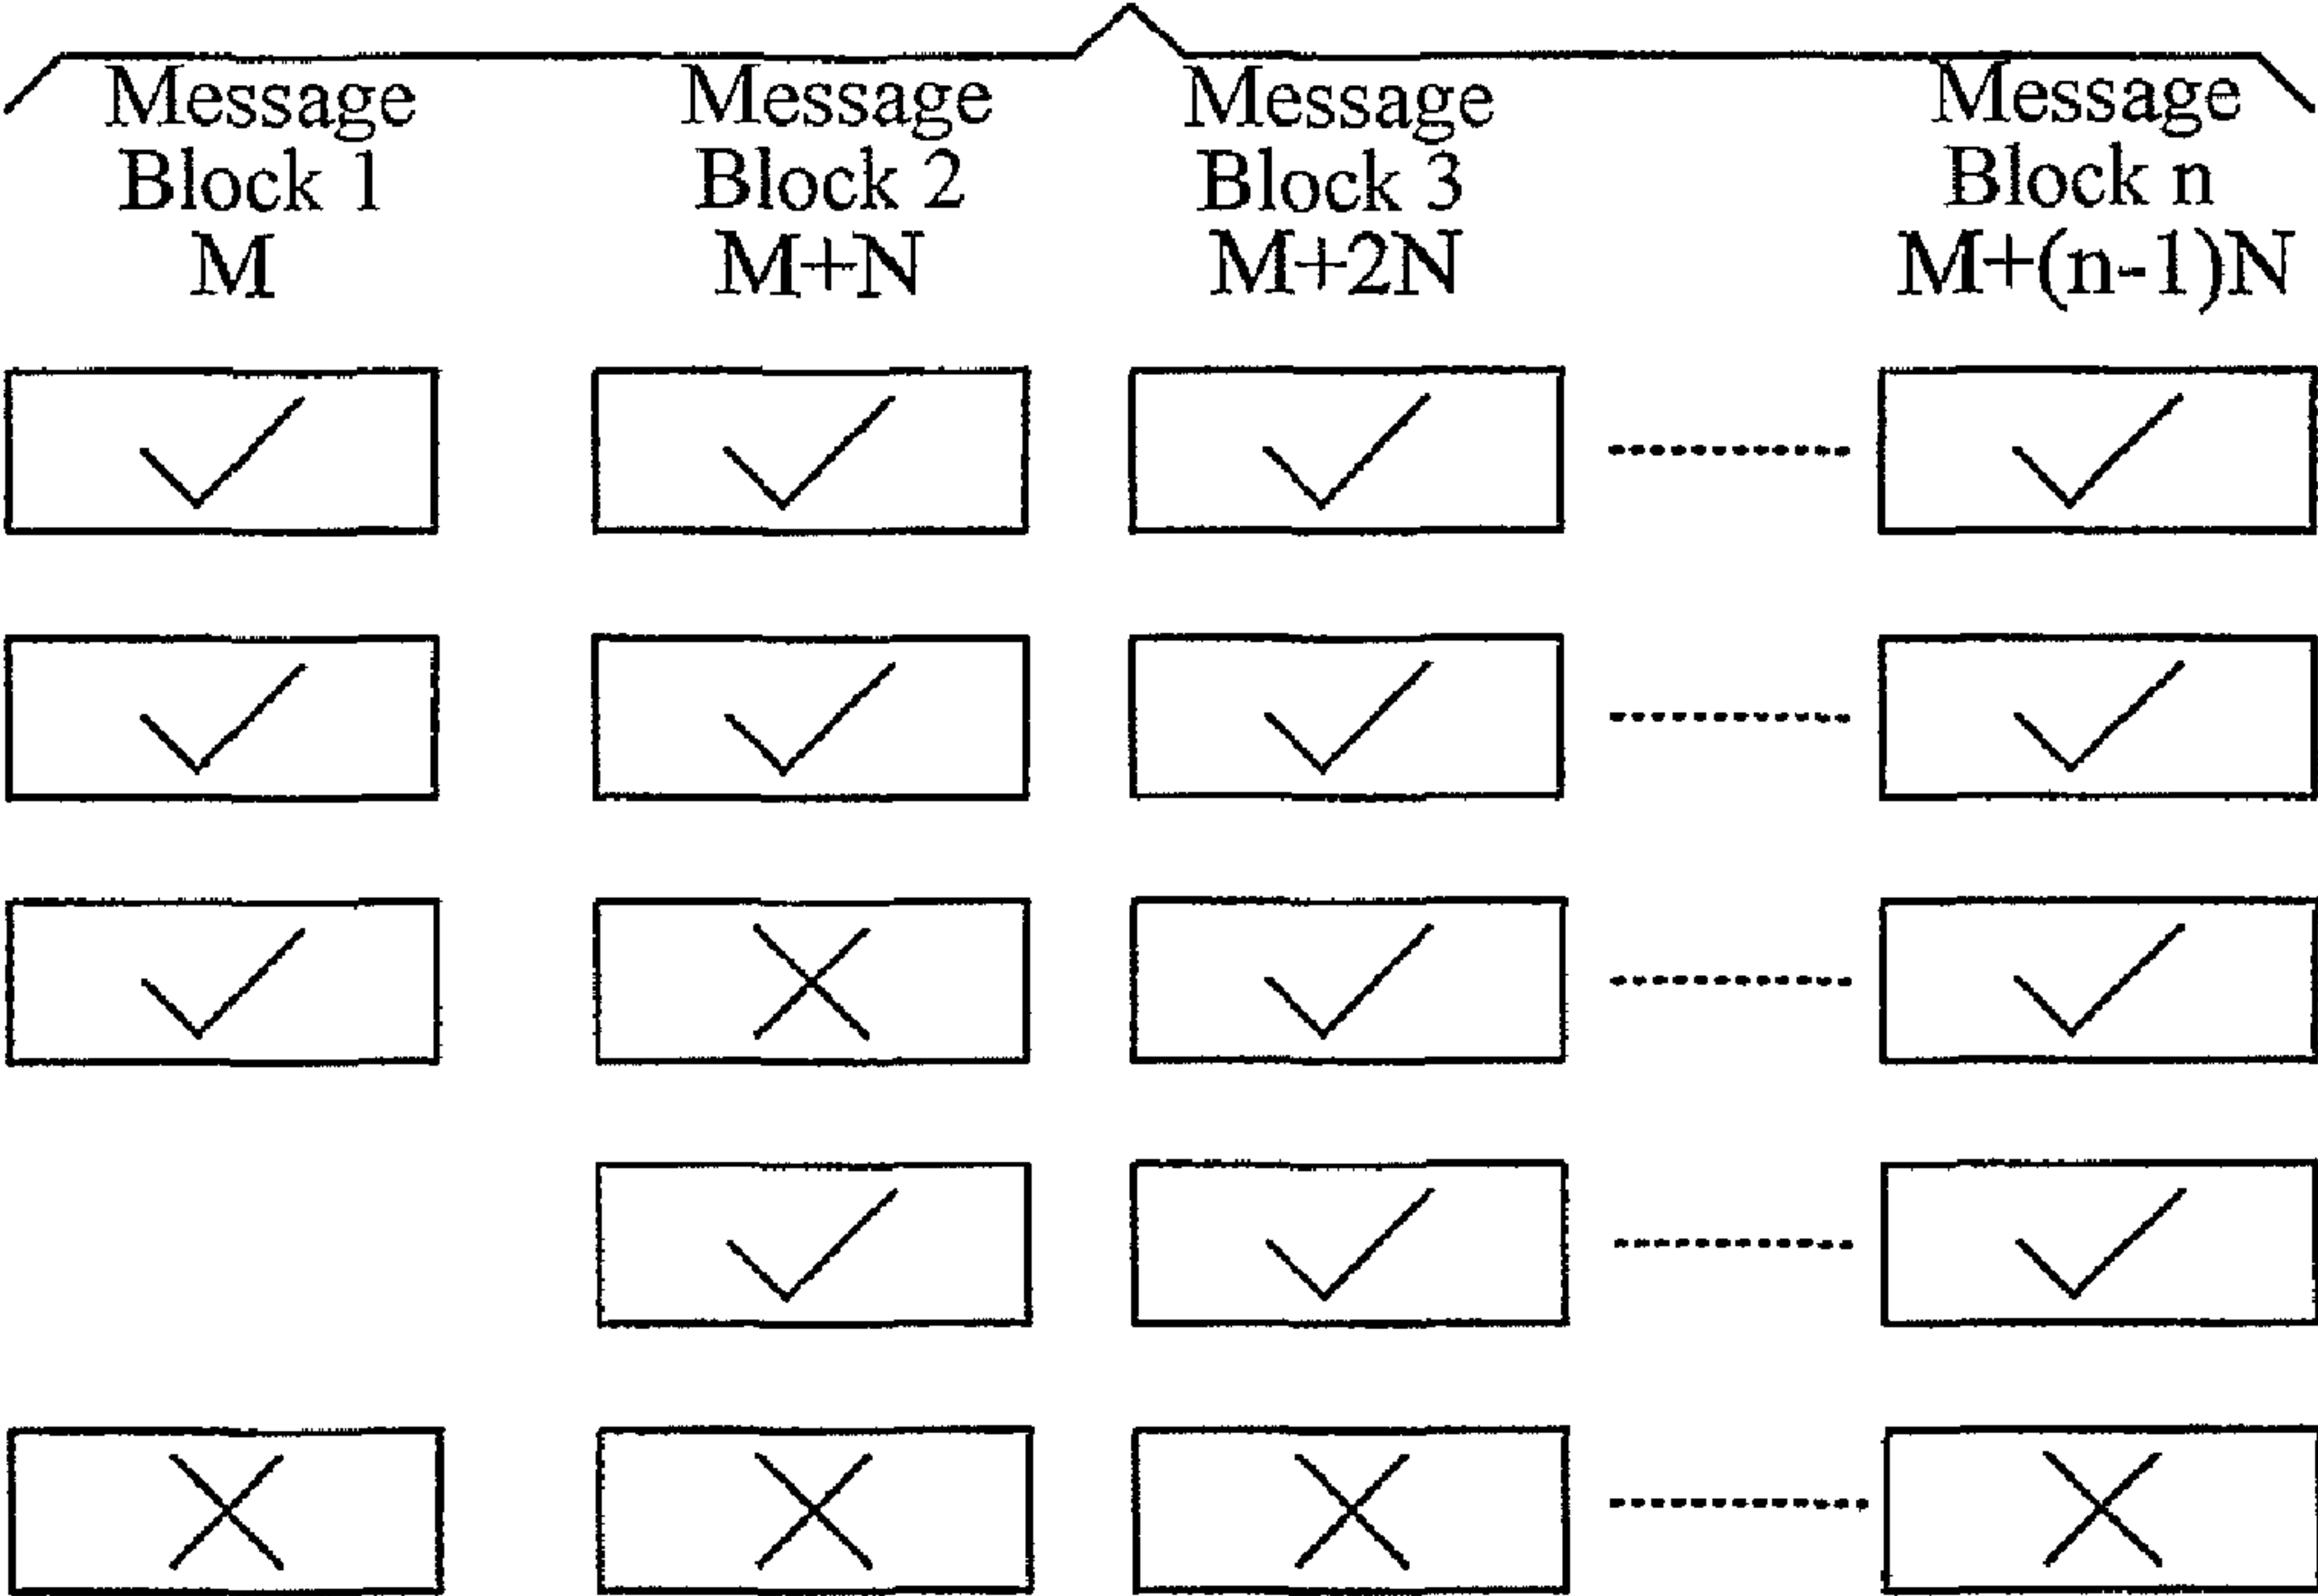 Message Block 1 M
Message Block 2 M+N
Message Block 3 M+2N
Message Block n M+(n-1)N